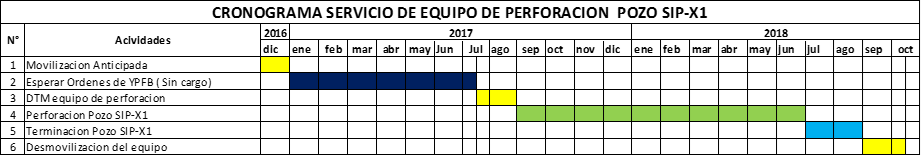 CRONOGRAMA SERVICIO DE EQUIPO DE PERFORACION POZO SIP-X1
N° Acividades 2016 2017 2018
dic ene feb mar abr may Jun Jul ago sep oct nov dic ene feb mar abr may jun jul ago sep oct
1 Movilizacion Anticipada
2 Esperar Ordenes de YPFB ( Sin cargo)
3 DTM equipo de perforacion
4 Perforacion Pozo SIP-X1
5 Terminacion Pozo SIP-X1
6 Desmovilizacion del equipo